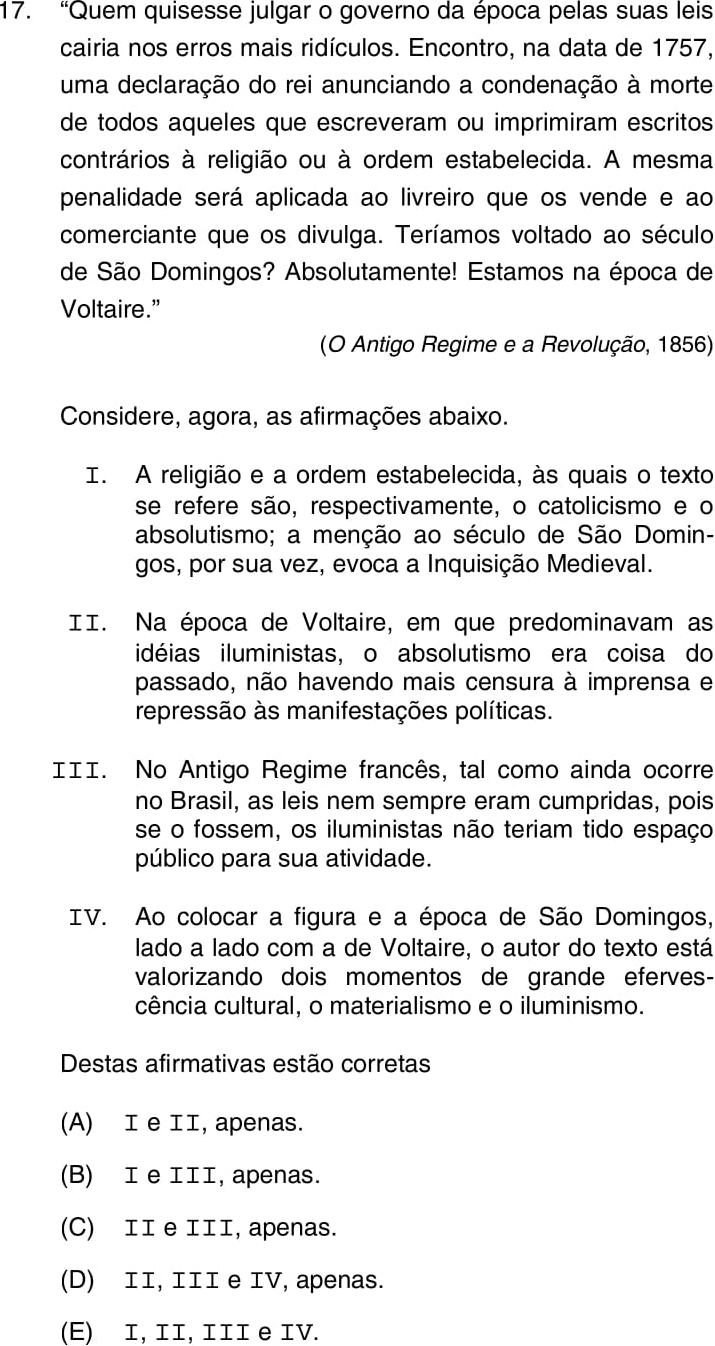 17. “Quem quisesse julgar o governo da época pelas suas leis
cairia nos erros mais ridículos. Encontro, na data de 1757,
uma declaração do rei anunciando a condenação à morte
de todos aqueles que escreveram ou imprimiram escritos
contrários à religião ou à ordem estabelecida. A mesma
penalidade será aplicada ao livreiro que os vende e ao
comerciante que os divulga. Teríamos voltado ao século
de São Domingos? Absolutamente! Estamos na época de
Voltaire.”
(O Antigo Regime e a Revolução, 1856)
Considere, agora, as afirmações abaixo.
I. A religião e a ordem estabelecida, às quais o texto
se refere são, respectivamente, o catolicismo e o
absolutismo; a menção ao século de São Domin-
gos, por sua vez, evoca a Inquisição Medieval.
II. Na época de Voltaire, em que predominavam as
idéias iluministas, o absolutismo era coisa do
passado, não havendo mais censura à imprensa e
repressão às manifestações políticas.
III. No Antigo Regime francês, tal como ainda ocorre
no Brasil, as leis nem sempre eram cumpridas, pois
se o fossem, os iluministas não teriam tido espaço
público para sua atividade.
IV. Ao colocar a figura e a época de São Domingos,
lado a lado com a de Voltaire, o autor do texto está
valorizando dois momentos de grande eferves-
cência cultural, o materialismo e o iluminismo.
Destas afirmativas estão corretas
(A) I e II, apenas.
(B) I e III, apenas.
(C) II e III, apenas.
(D) II, III e IV, apenas.
(E) I, II, III e IV.